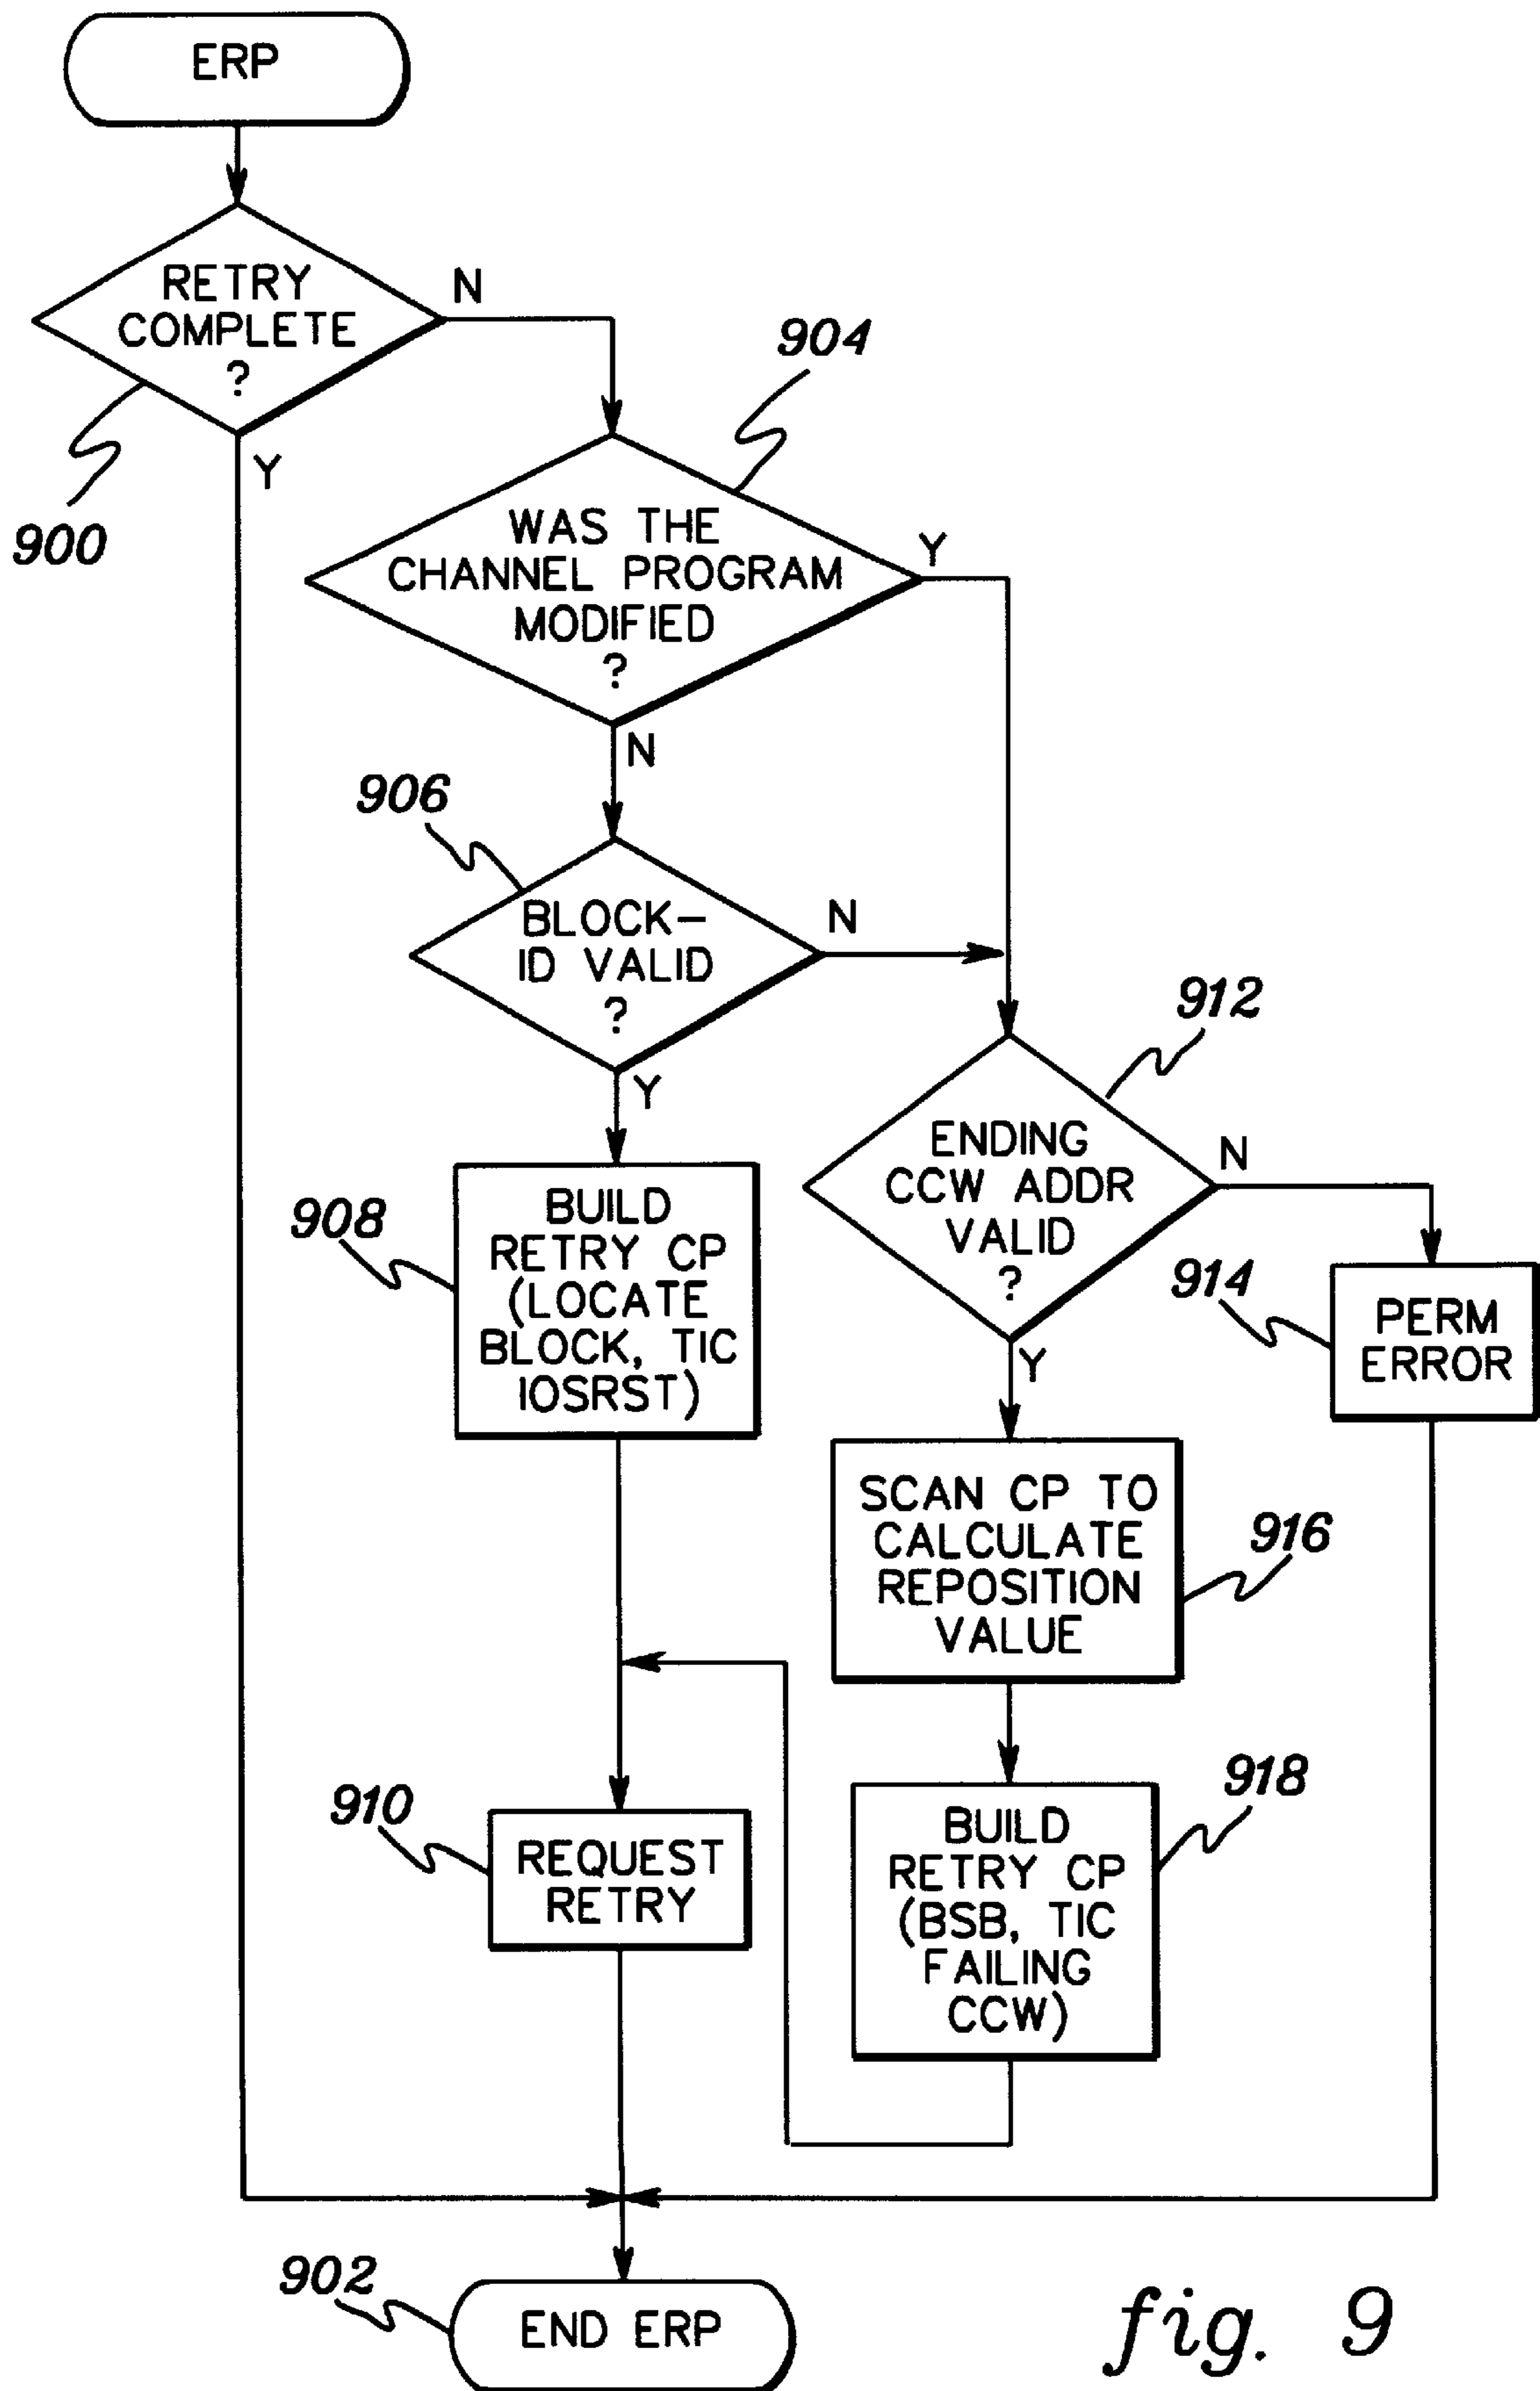 ERP
RETRY
COMPLETE
?
N
Y
900
904
WAS THE
CHANNEL PROGRAM
MODIFIED
?
Y
N
906
BLOCK-
ID VALID
?
N
Y
912
ENDING
CCW ADDR
VALID
?
N
Y
908
BUILD
RETRY CP
(LOCATE
BLOCK, TIC
IOSRST)
914
PERM
ERROR
SCAN CP TO
CALCULATE
REPOSITION
VALUE
916
910
REQUEST
RETRY
918
BUILD
RETRY CP
(BSB, TIC
FAILING
CCW)
902
END ERP
fig. 9